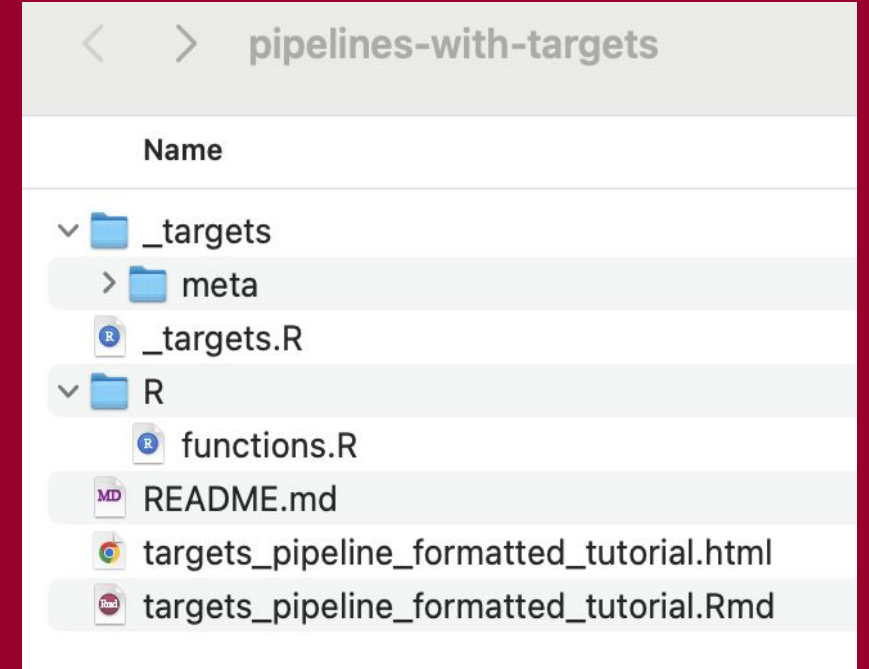 pipelines-with-targets
Name
_targets
meta
_targets.R
R
functions.R
README.md
targets_pipeline_formatted_tutorial.html
targets_pipeline_formatted_tutorial.Rmd